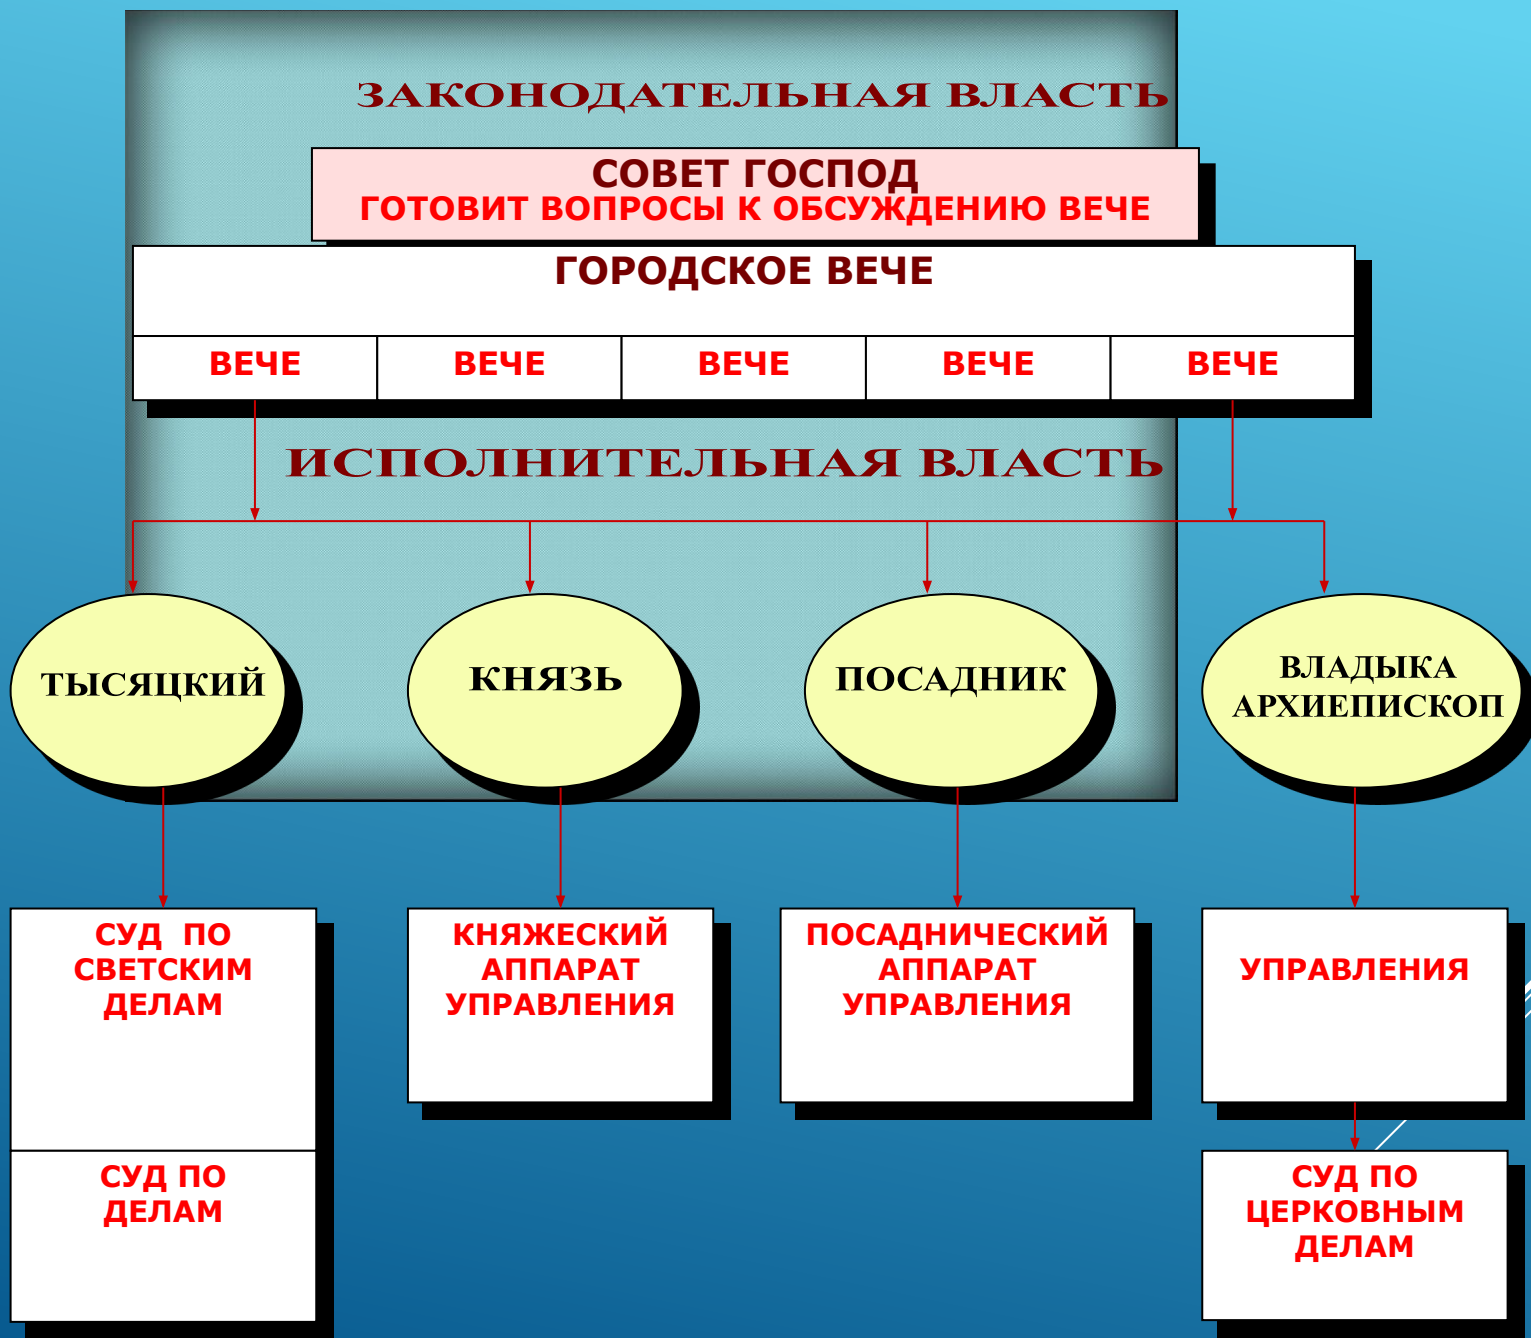 ЗАКОНОДАТЕЛЬНАЯ ВЛАСТЬ
СОВЕТ ГОСПОД
ГОТОВИТ ВОПРОСЫ К ОБСУЖДЕНИЮ ВЕЧЕ
ГОРОДСКОЕ ВЕЧЕ
ВЕЧЕ ВЕЧЕ ВЕЧЕ ВЕЧЕ ВЕЧЕ
ИСПОЛНИТЕЛЬНАЯ ВЛАСТЬ
ТЫСЯЦКИЙ
КНЯЗЬ
ПОСАДНИК
ВЛАДЫКА
АРХИЕПИСКОП
СУД ПО
СВЕТСКИМ
ДЕЛАМ
КНЯЖЕСКИЙ
АППАРАТ
УПРАВЛЕНИЯ
ПОСАДНИЧЕСКИЙ
АППАРАТ
УПРАВЛЕНИЯ
УПРАВЛЕНИЯ
СУД ПО
ДЕЛАМ
СУД ПО
ЦЕРКОВНЫМ
ДЕЛАМ